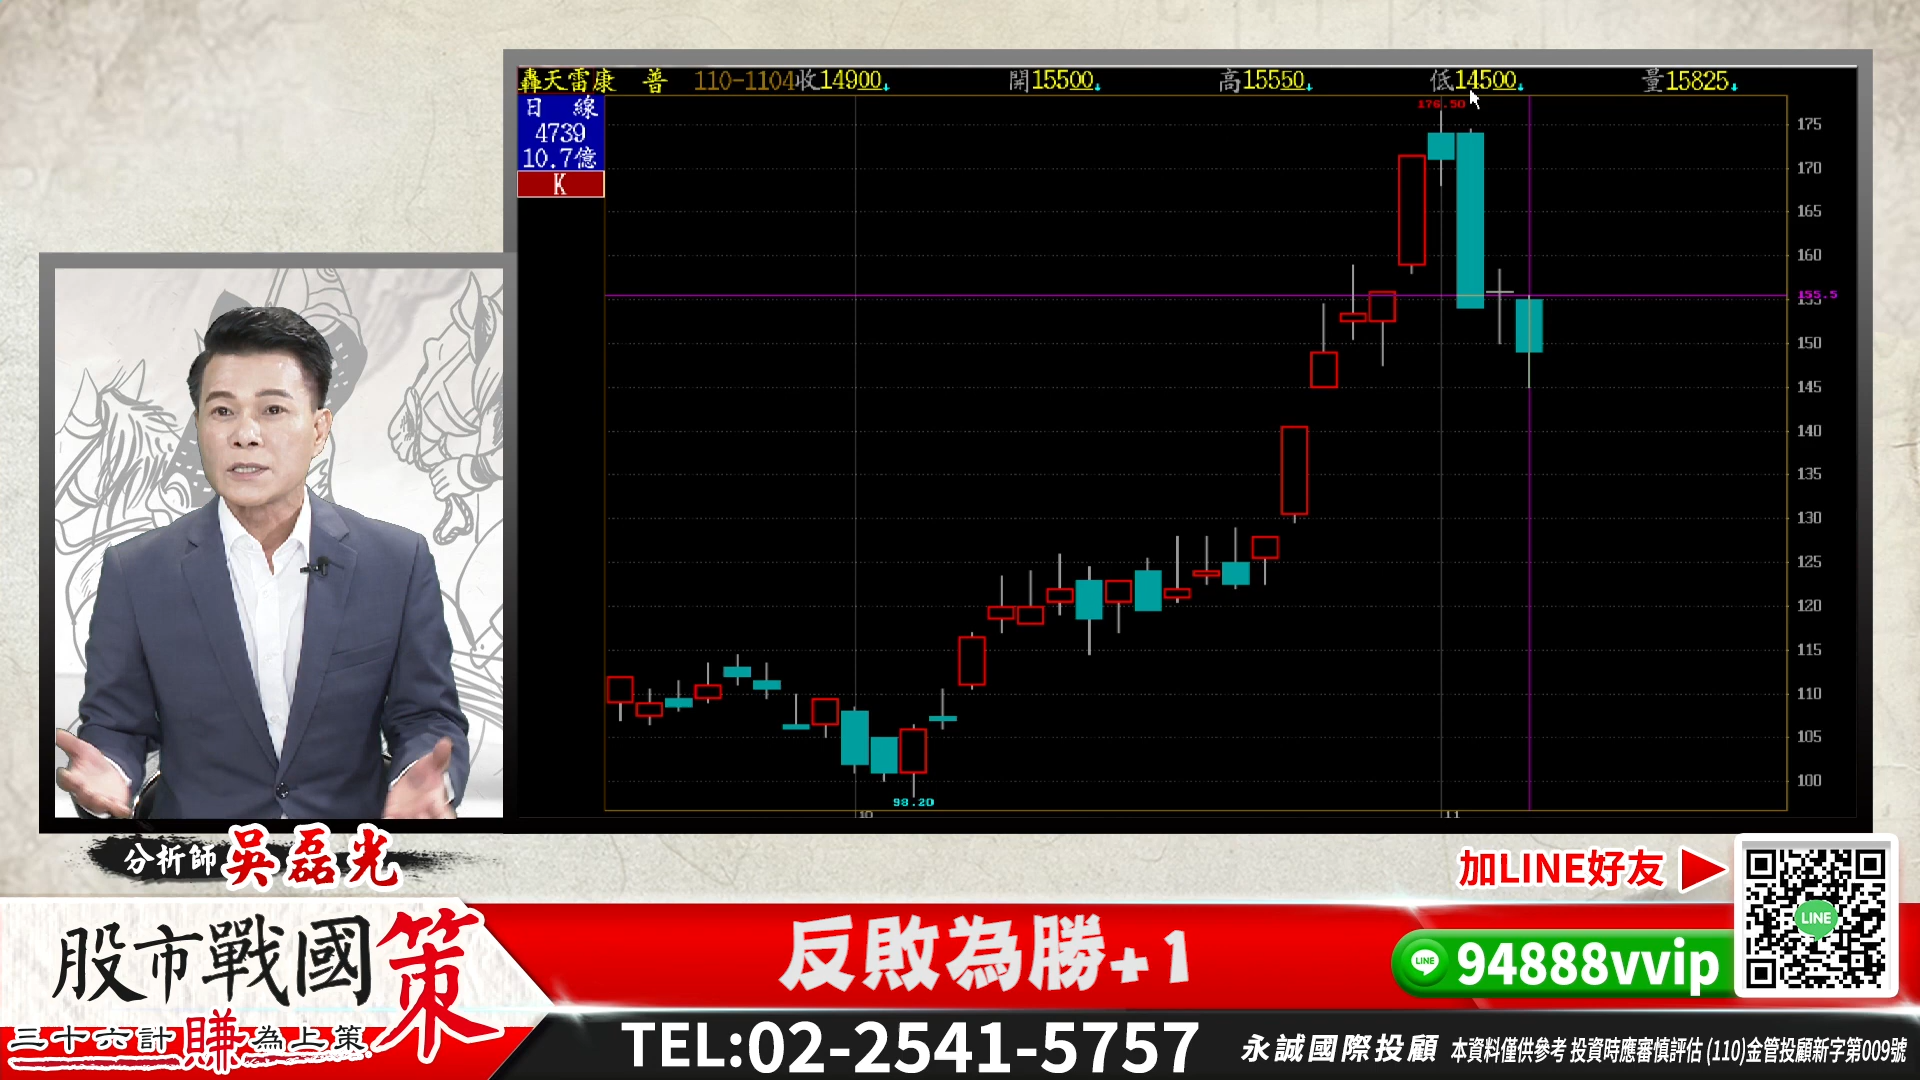 轟天雷康 普 110-1104收14900 開15500 高15550 低14500 量15825
日 線
4739
10.7億
K
176.50
175
170
165
160
155
155.5
150
145
140
135
130
125
120
115
110
105
100
98.20
10
11
分析師 吳磊光
加LINE好友
股市戰國策
三十六計賺為上策
反敗為勝+1
LINE
94888vvip
LINE
TEL:02-2541-5757
永誠國際投顧 本資料僅供參考 投資時應審慎評估 (110)金管投顧新字第009號